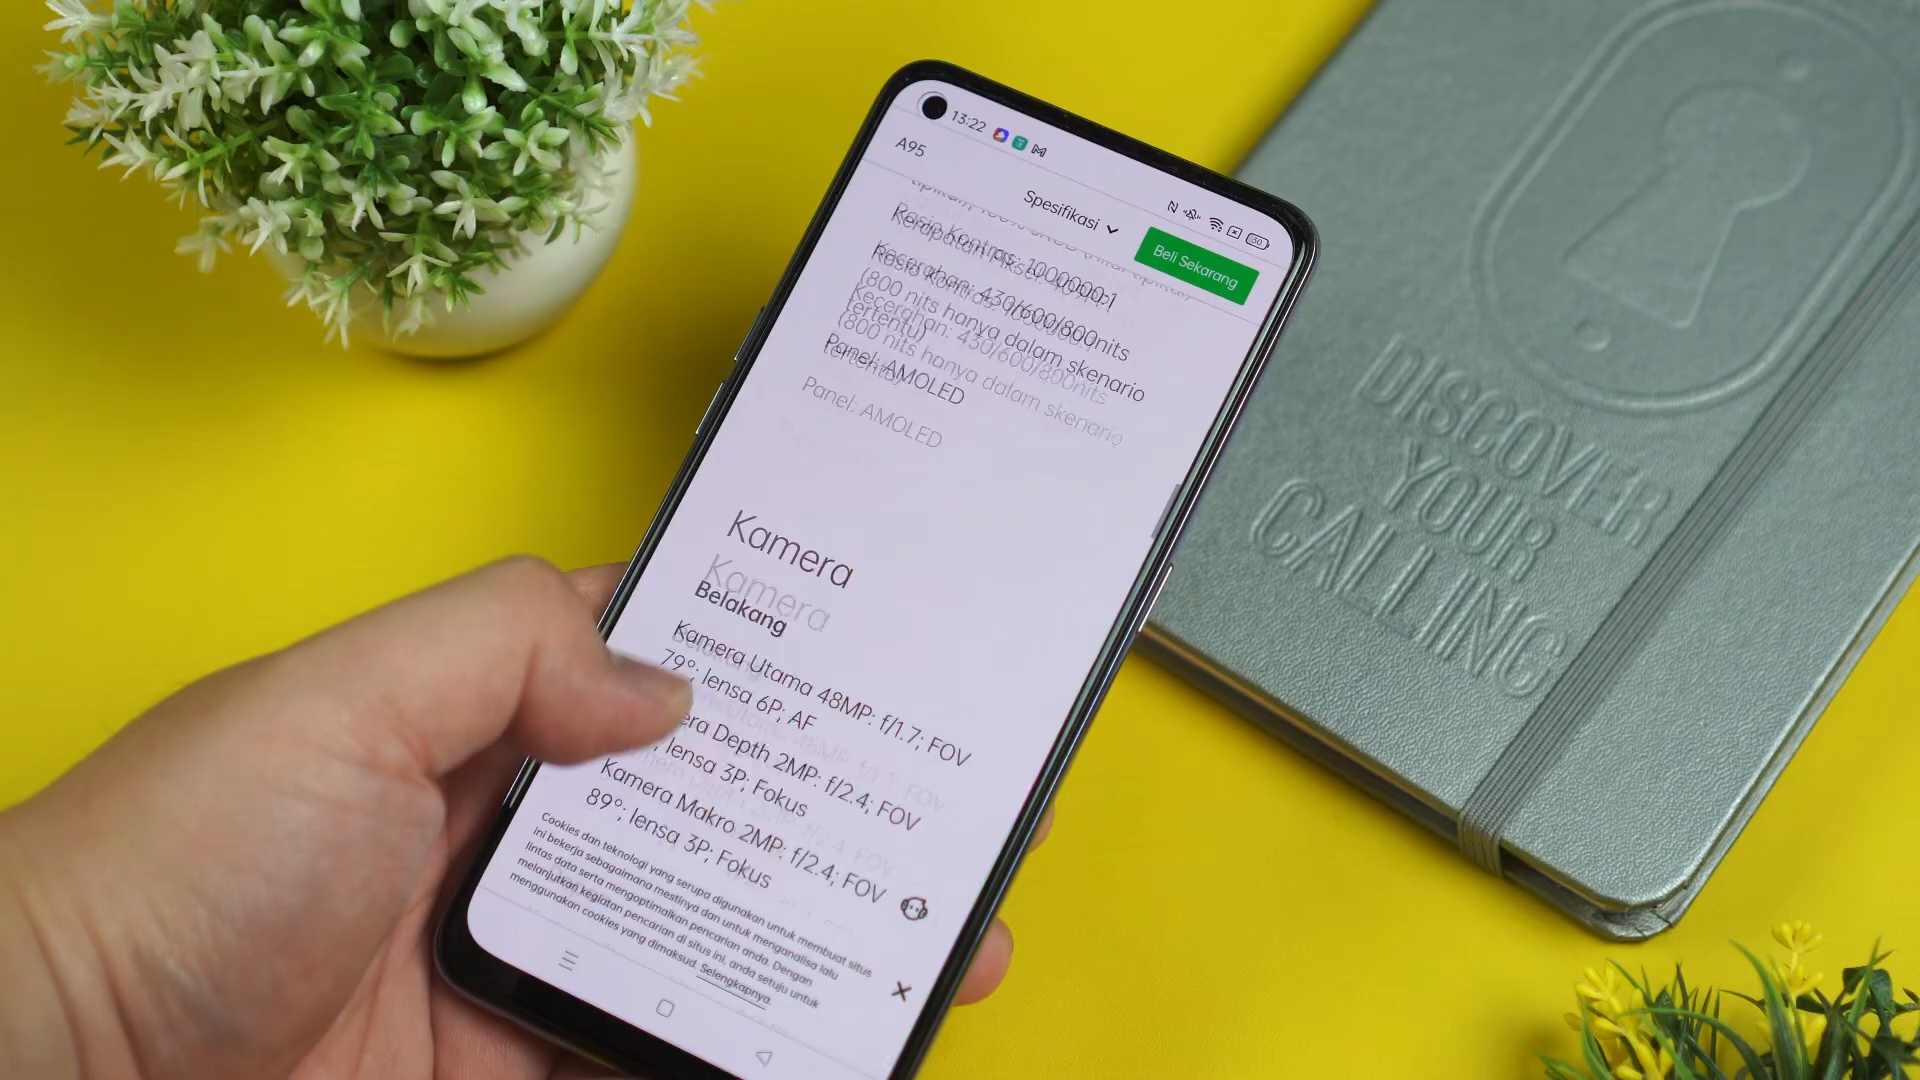 13:22
A95
Spesifikasi
Beli Sekarang
Rasio Kontras: 1000000:1
Kecerahan: 430/600/800nits
(800 nits hanya dalam skenario
tertentu)
Panel: AMOLED
Kamera
Belakang
Kamera Utama 48MP: f/1.7; FOV
79°; lensa 6P; AF
Depth 2MP: f/2.4; FOV
lensa 3P; Fokus
Kamera Makro 2MP: f/2.4; FOV
89°; lensa 3P; Fokus
Cookies dan teknologi yang serupa digunakan untuk membuat situs
ini bekerja sebagaimana mestinya dan untuk menganalisa lalu
lintas data serta mengoptimalkan pencarian anda. Dengan
melanjutkan kegiatan pencarian di situs ini, anda setuju untuk
menggunakan cookies yang dimaksud. Selengkapnya.
DISCOVER
YOUR
CALLING